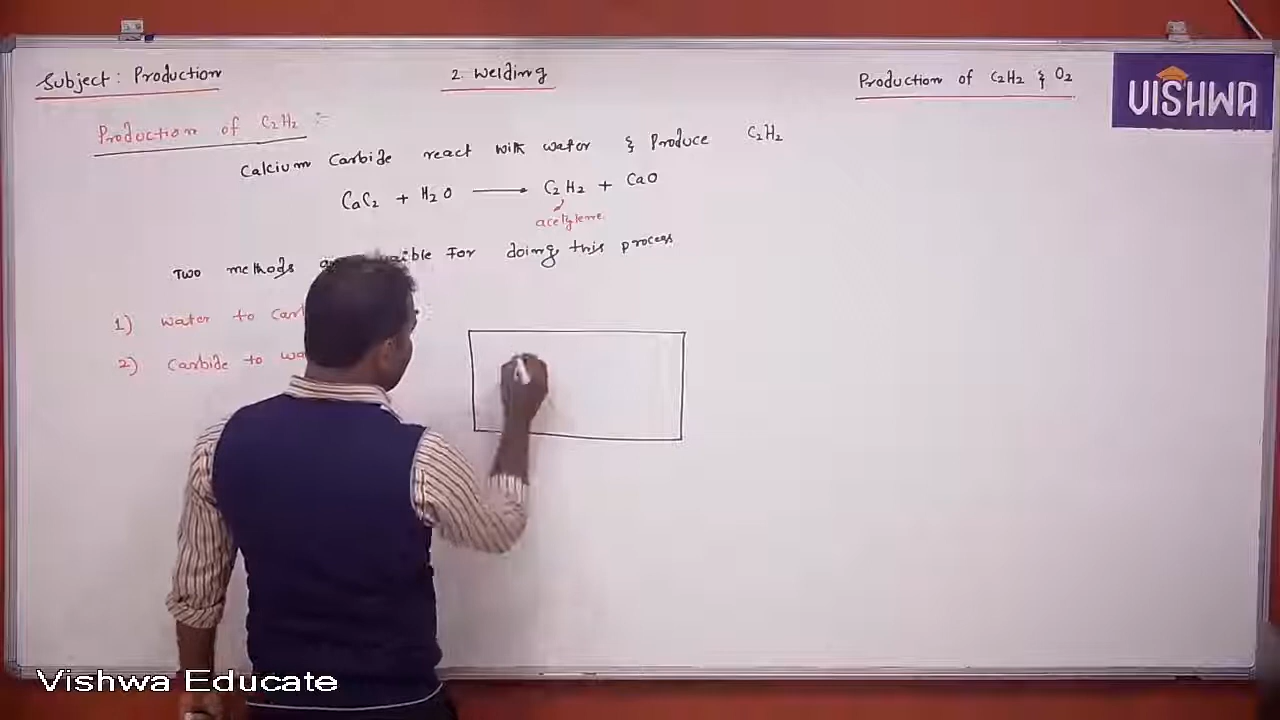 Subject: Production
2. Welding
Production of C2H2 & O2
VISHWA
Production of C2H2 :-
Calcium Carbide react with water & Produce C2H2
CaC2 + H2O ⟶ C2H2 + CaO
acetylene
Two methods for doing this process
1) water to
2) Carbide to
Vishwa Educate